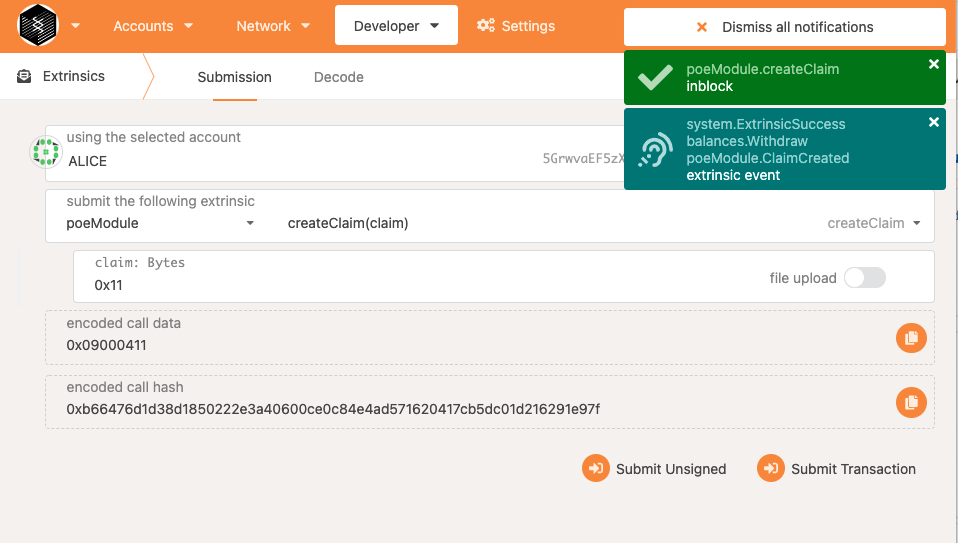 Accounts
Network
Developer
Settings
Dismiss all notifications
Extrinsics
Submission
Decode
poeModule.createClaim
inblock
system.ExtrinsicSuccess
balances.Withdraw
poeModule.ClaimCreated
extrinsic event
using the selected account
ALICE
5GrwvaEF5zX
submit the following extrinsic
poeModule
createClaim(claim)
createClaim
claim: Bytes
0x11
file upload
encoded call data
0x09000411
encoded call hash
0xb66476d1d38d1850222e3a40600ce0c84e4ad571620417cb5dc01d216291e97f
Submit Unsigned
Submit Transaction